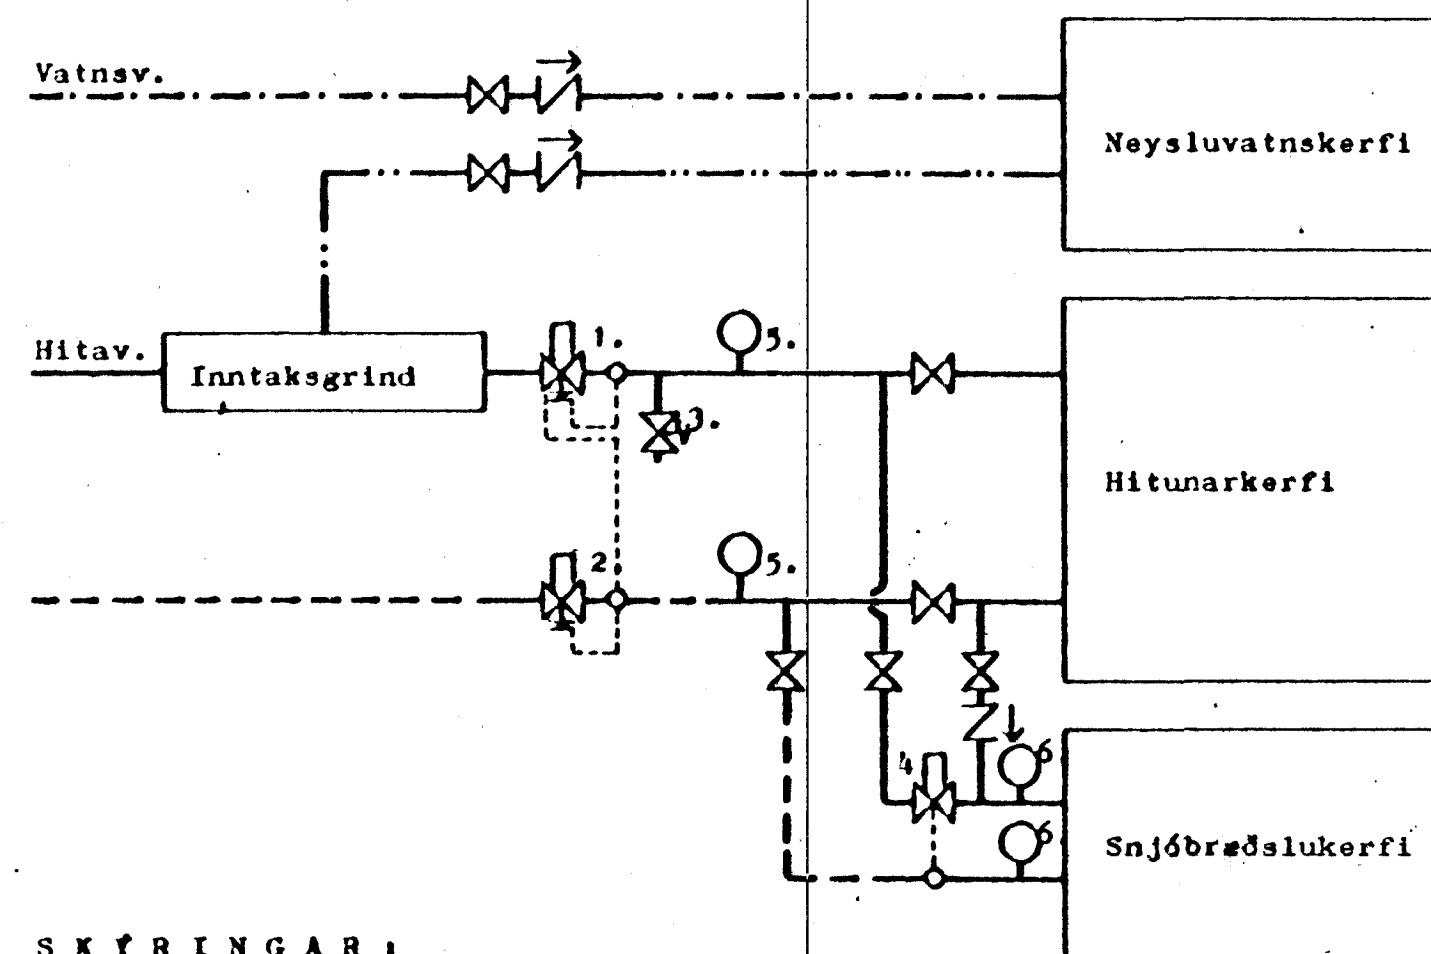 Vatnsv.
Neysluvatnskerfi
Hitav.
Inntaksgrind
1.
5.
3.
Hitunarkerfi
2
5.
4
6
6
Snjóbræðslukerfi
SKÝRINGAR: